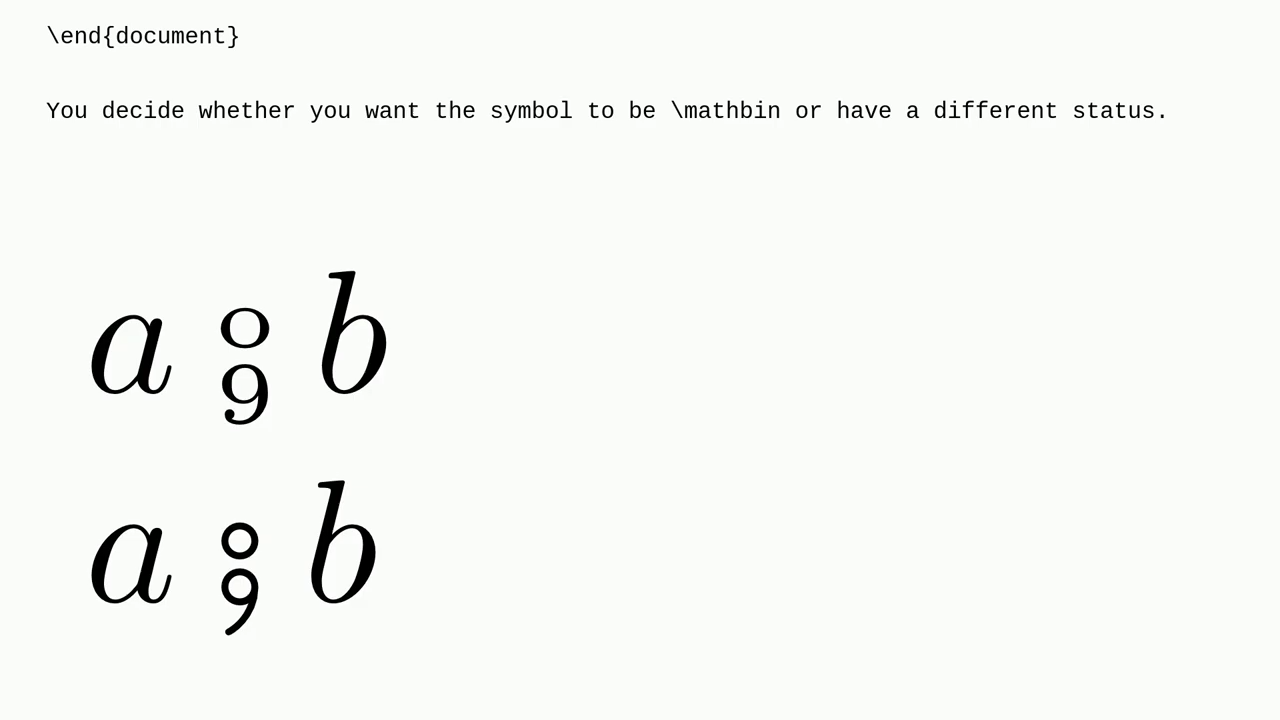 \end{document}
You decide whether you want the symbol to be \mathbin or have a different status.
a ⨾ b
a ⨾ b